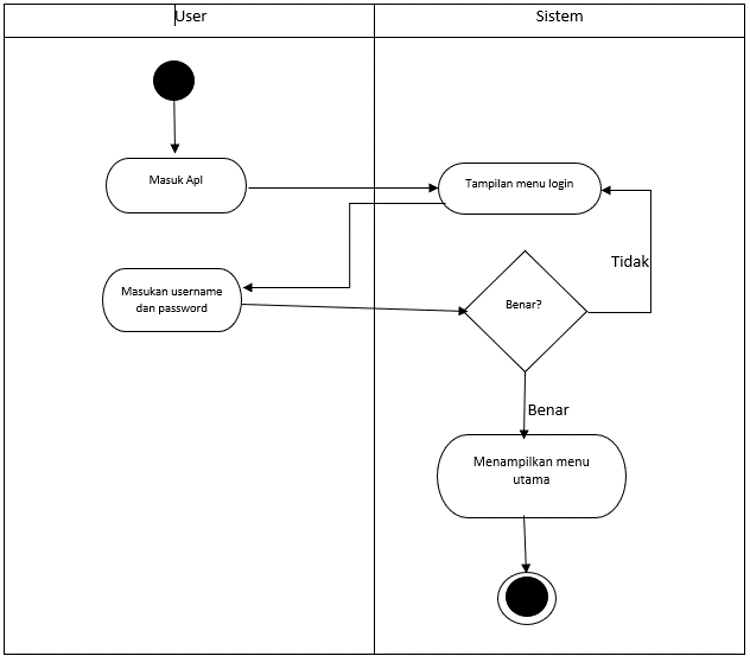 User
Sistem
Masuk Apl
Tampilan menu login
Tidak
Masukan username
dan password
Benar?
Benar
Menampilkan menu
utama